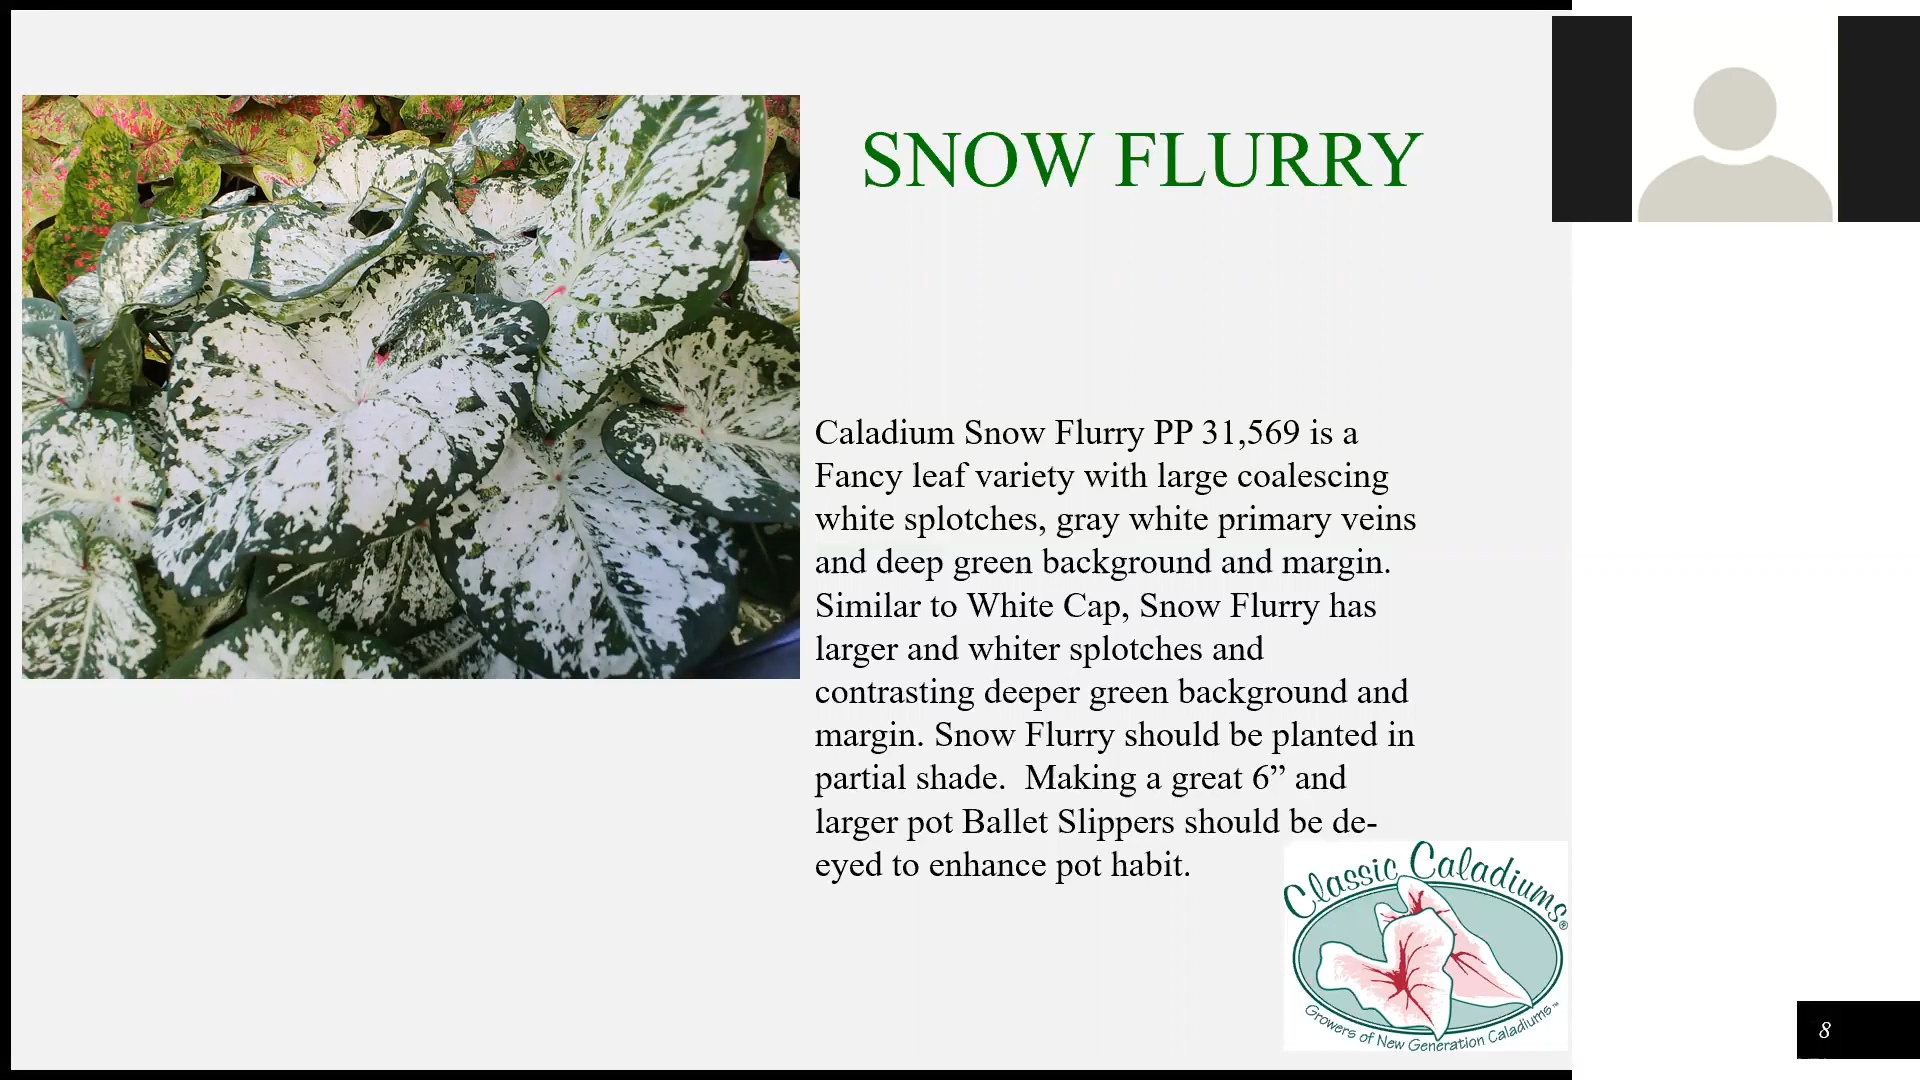 SNOW FLURRY
Caladium Snow Flurry PP 31,569 is a
Fancy leaf variety with large coalescing
white splotches, gray white primary veins
and deep green background and margin.
Similar to White Cap, Snow Flurry has
larger and whiter splotches and
contrasting deeper green background and
margin. Snow Flurry should be planted in
partial shade.  Making a great 6” and
larger pot Ballet Slippers should be de-
eyed to enhance pot habit.
Classic Caladiums®
Growers of New Generation Caladiums™
8